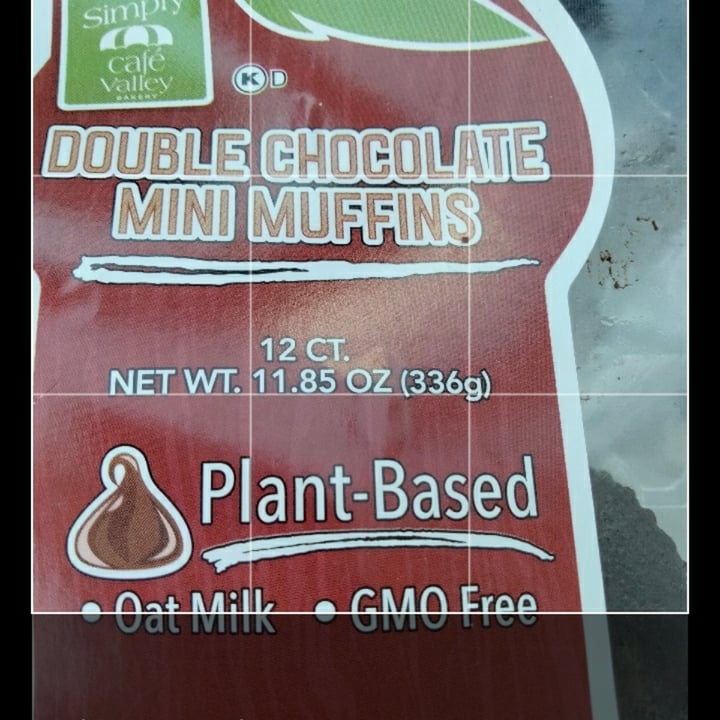 Simply
café
valley
BAKERY
K D
DOUBLE CHOCOLATE
MINI MUFFINS
12 CT.
NET WT. 11.85 OZ (336g)
Plant-Based
• Oat Milk • GMO Free